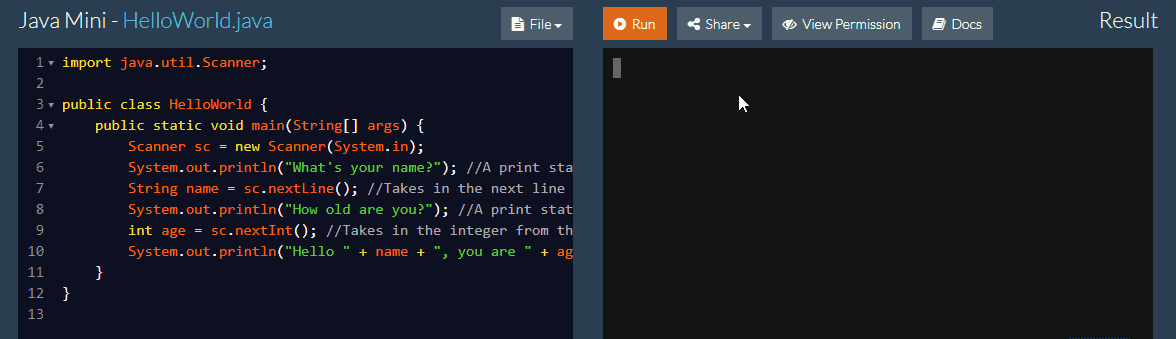 Java Mini - HelloWorld.java File Run Share View Permission Docs Result
1 import java.util.Scanner;
2
3 public class HelloWorld {
4 public static void main(String[] args) {
5 Scanner sc = new Scanner(System.in);
6 System.out.println("What's your name?"); //A print sta
7 String name = sc.nextLine(); //Takes in the next line
8 System.out.println("How old are you?"); //A print stat
9 int age = sc.nextInt(); //Takes in the integer from th
10 System.out.println("Hello " + name + ", you are " + ag
11 }
12 }
13